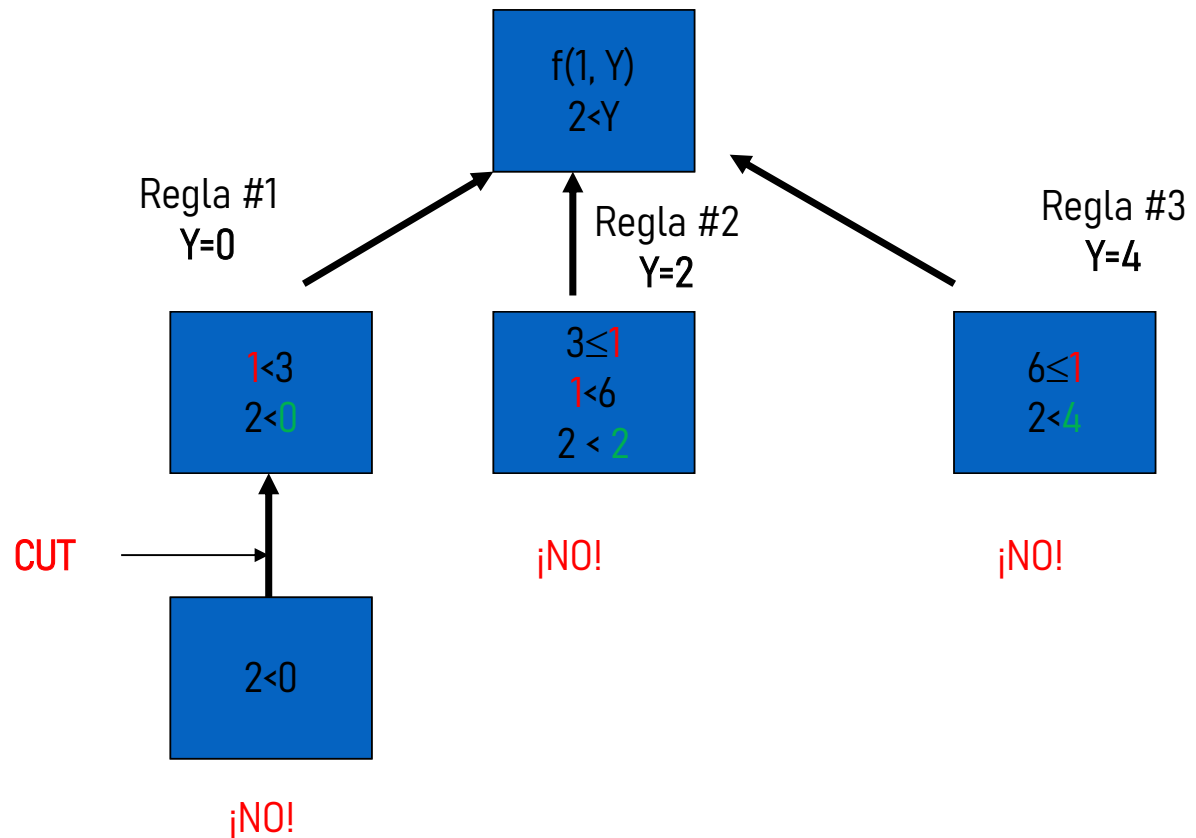 f(1, Y)
2<Y
Regla #1
Y=0
Regla #2
Y=2
Regla #3
Y=4
1<3
2<0
3≤1
1<6
2 < 2
6≤1
2<4
CUT
¡NO!
¡NO!
2<0
¡NO!